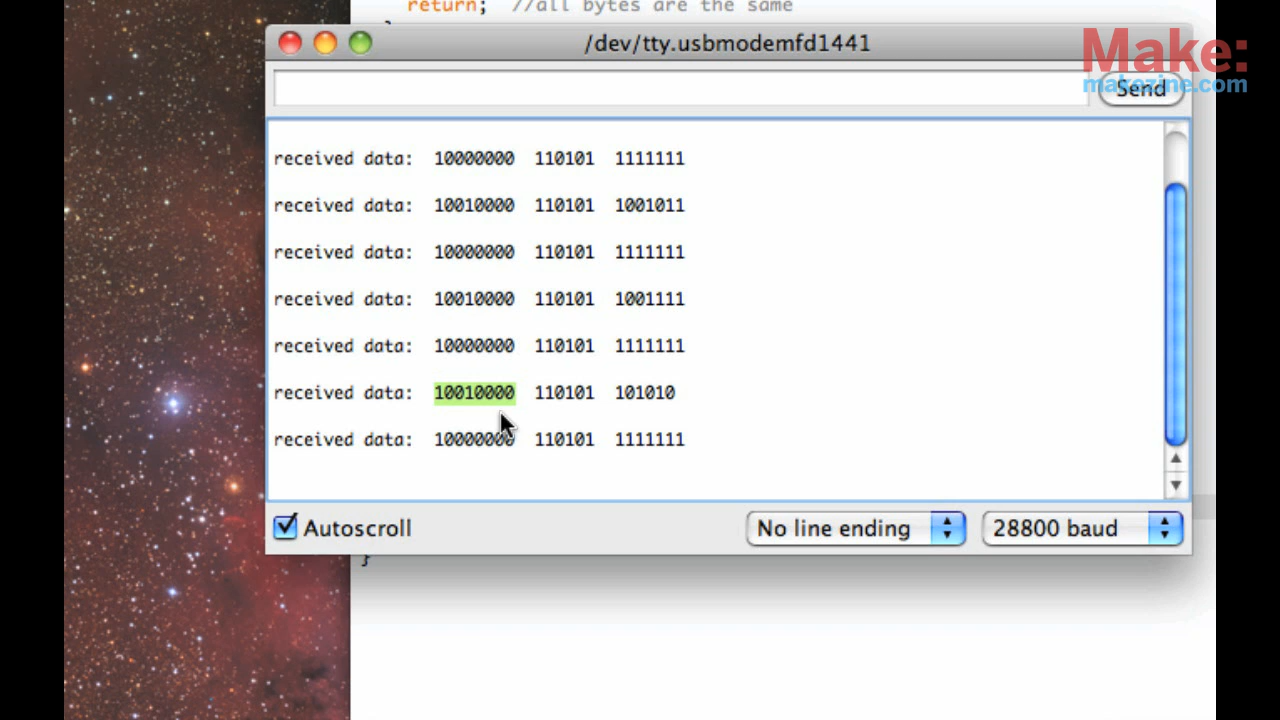 return;  //all bytes are the same
}
/dev/tty.usbmodemfd1441
Make:
makezine.com
Send
received data:  10000000  110101  1111111
received data:  10010000  110101  1001011
received data:  10000000  110101  1111111
received data:  10010000  110101  1001111
received data:  10000000  110101  1111111
received data:  10010000  110101  101010
received data:  10000000  110101  1111111
Autoscroll
No line ending
28800 baud
}